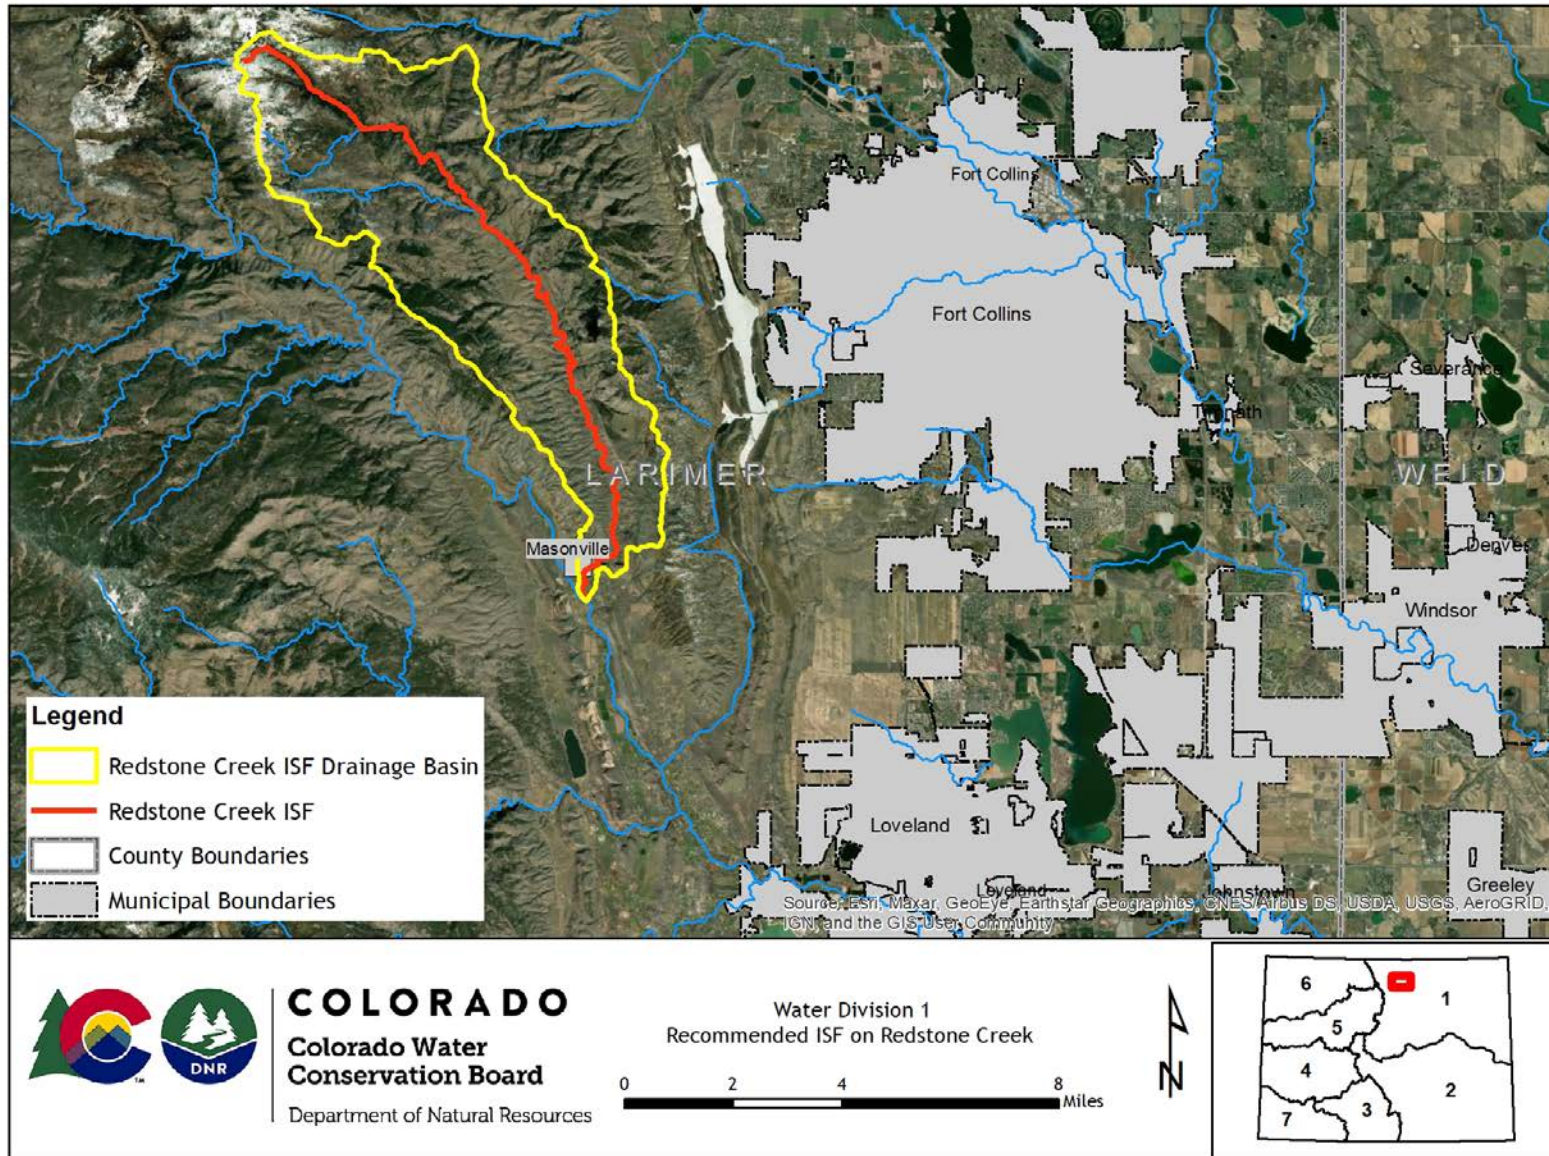 Fort Collins
Fort Collins
Timnath
Severance
LARIMER
WELD
Masonville
Denver
Windsor
Loveland
Loveland
Johnstown
Greeley
Source: Esri, Maxar, GeoEye, Earthstar Geographics, CNES/Airbus DS, USDA, USGS, AeroGRID,
IGN, and the GIS User Community
Legend
Redstone Creek ISF Drainage Basin
Redstone Creek ISF
County Boundaries
Municipal Boundaries
TM
DNR
COLORADO
Colorado Water
Conservation Board
Department of Natural Resources
Water Division 1
Recommended ISF on Redstone Creek
0 2 4 8
Miles
N
6
1
5
4
2
3
7